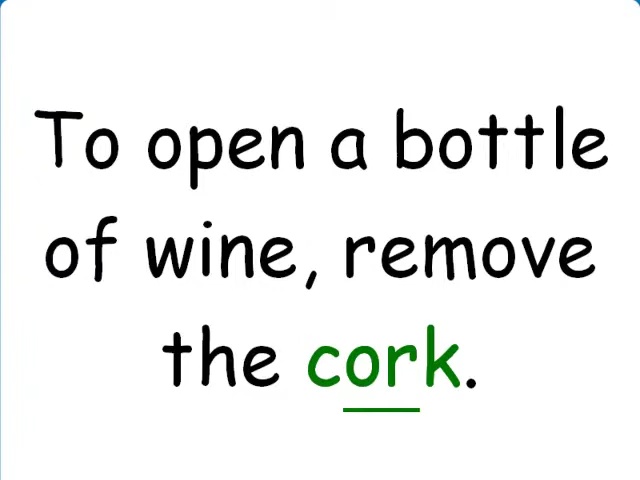 To open a bottle
of wine, remove
the cork.